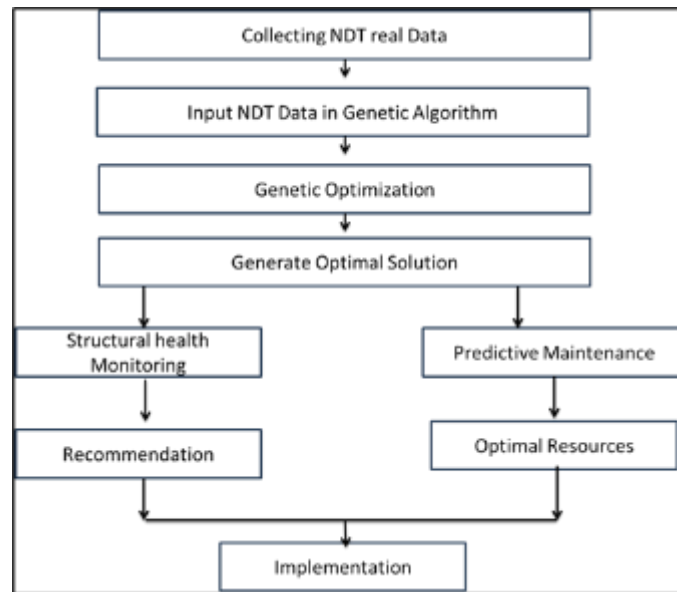 Collecting NDT real Data
Input NDT Data in Genetic Algorithm
Genetic Optimization
Generate Optimal Solution
Structural health
Monitoring
Predictive Maintenance
Recommendation
Optimal Resources
Implementation